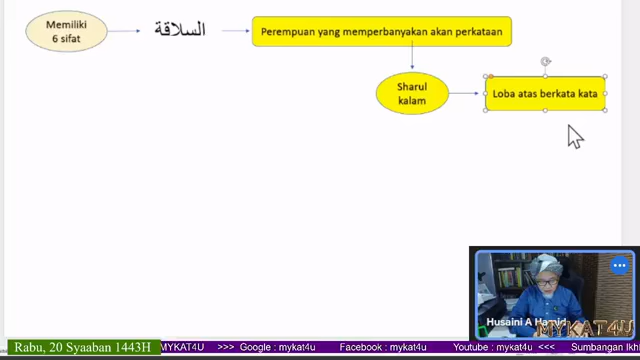 Memiliki
6 sifat
السلاقة
Perempuan yang memperbanyakan akan perkataan
Sharul
kalam
Loba atas berkata kata
Husaini A Hamid
MYKAT4U
Rabu, 20 Syaaban 1443H
MYKAT4U >>> Google : mykat4u Facebook : mykat4u Youtube : mykat4u <<< Sumbangan Ikh